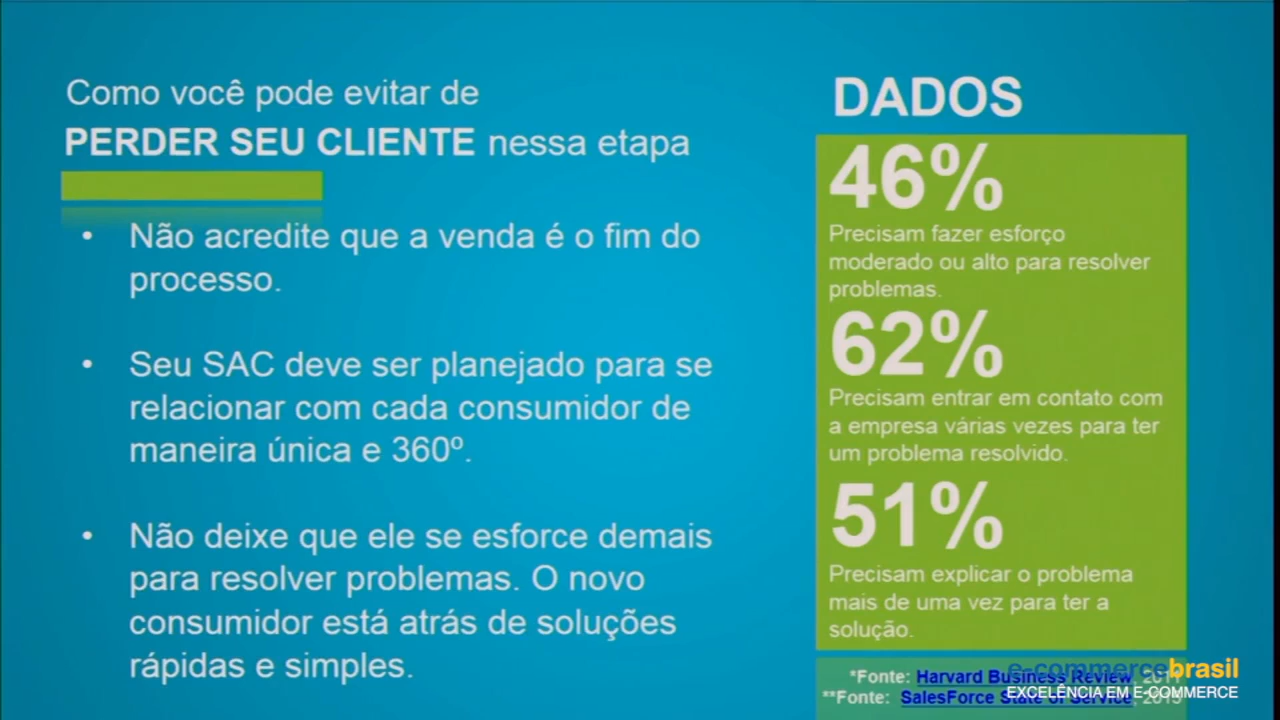 Como você pode evitar de
PERDER SEU CLIENTE nessa etapa
• Não acredite que a venda é o fim do
processo.
• Seu SAC deve ser planejado para se
relacionar com cada consumidor de
maneira única e 360º.
• Não deixe que ele se esforce demais
para resolver problemas. O novo
consumidor está atrás de soluções
rápidas e simples.
DADOS
46%
Precisam fazer esforço
moderado ou alto para resolver
problemas.
62%
Precisam entrar em contato com
a empresa várias vezes para ter
um problema resolvido.
51%
Precisam explicar o problema
mais de uma vez para ter a
solução.
*Fonte: Harvard Business Review,
**Fonte: SalesForce State of Service,
e-commercebrasil
EXCELÊNCIA EM E-COMMERCE